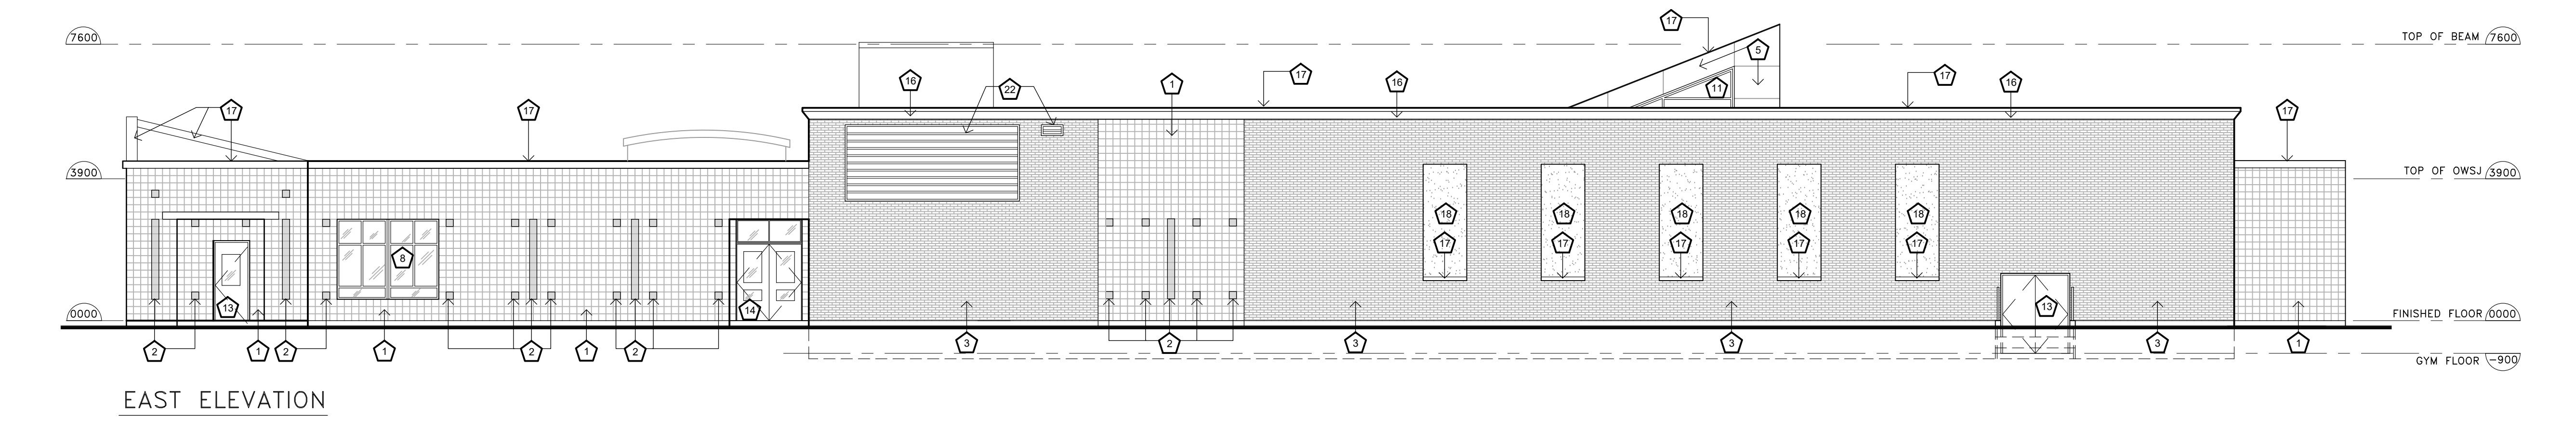 17
7600
TOP OF BEAM 7600
5
16 22 1 17 16 11 17 16
17 17 17
3900
TOP OF OWSJ 3900
18 18 18 18 18
17 17 17 17 17
8
13 14 13
0000
FINISHED FLOOR 0000
2 1 2 1 2 1 2 3 2 3 3 3 1
GYM FLOOR -900
EAST ELEVATION